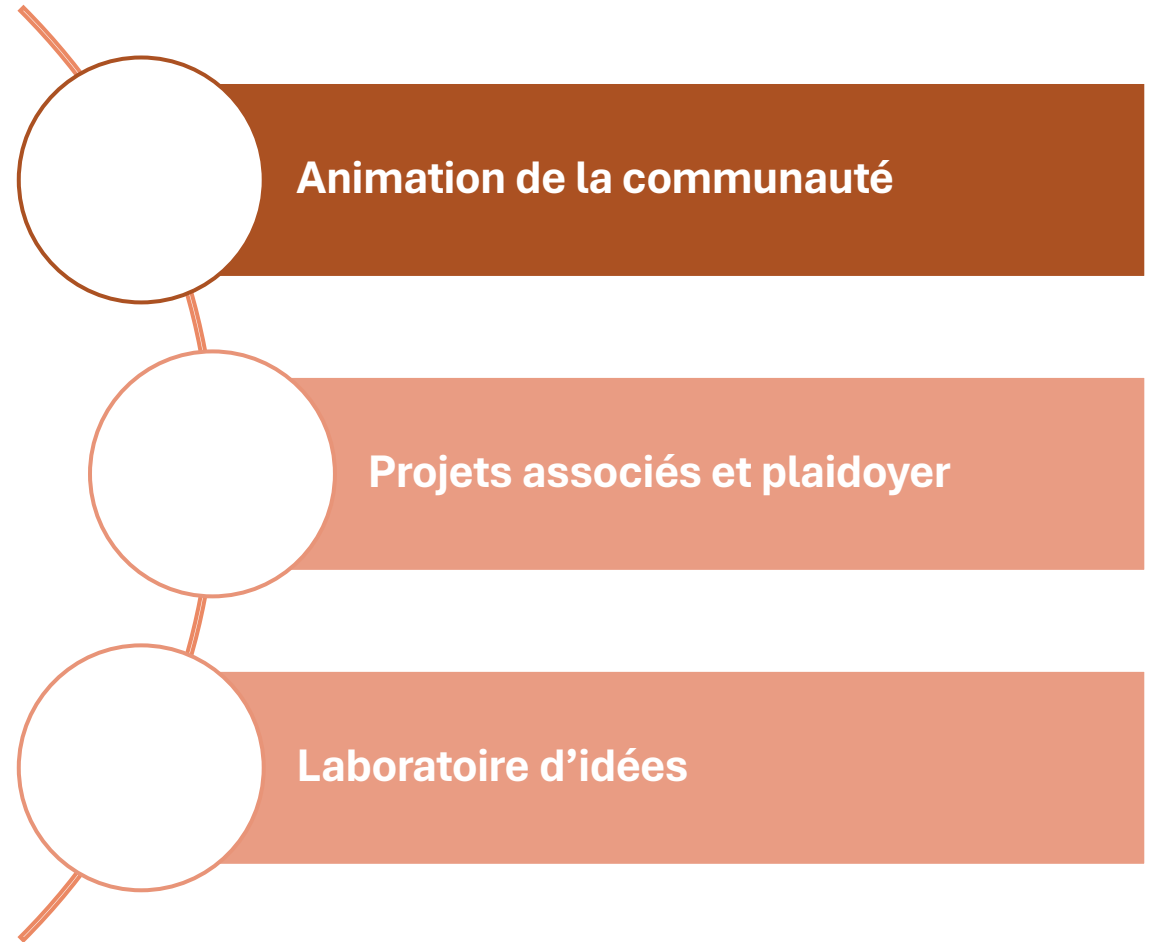 Animation de la communauté
Projets associés et plaidoyer
Laboratoire d’idées